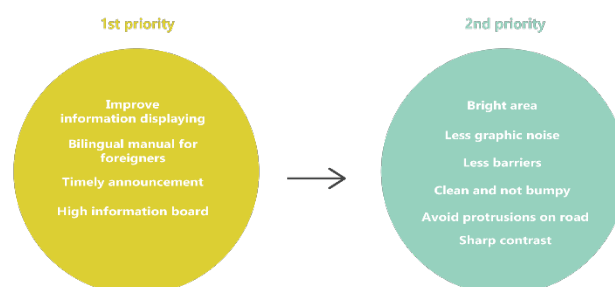 1st priority
Improve
information displaying
Bilingual manual for
foreigners
Timely announcement
High information board
2nd priority
Bright area
Less graphic noise
Less barriers
Clean and not bumpy
Avoid protrusions on road
Sharp contrast